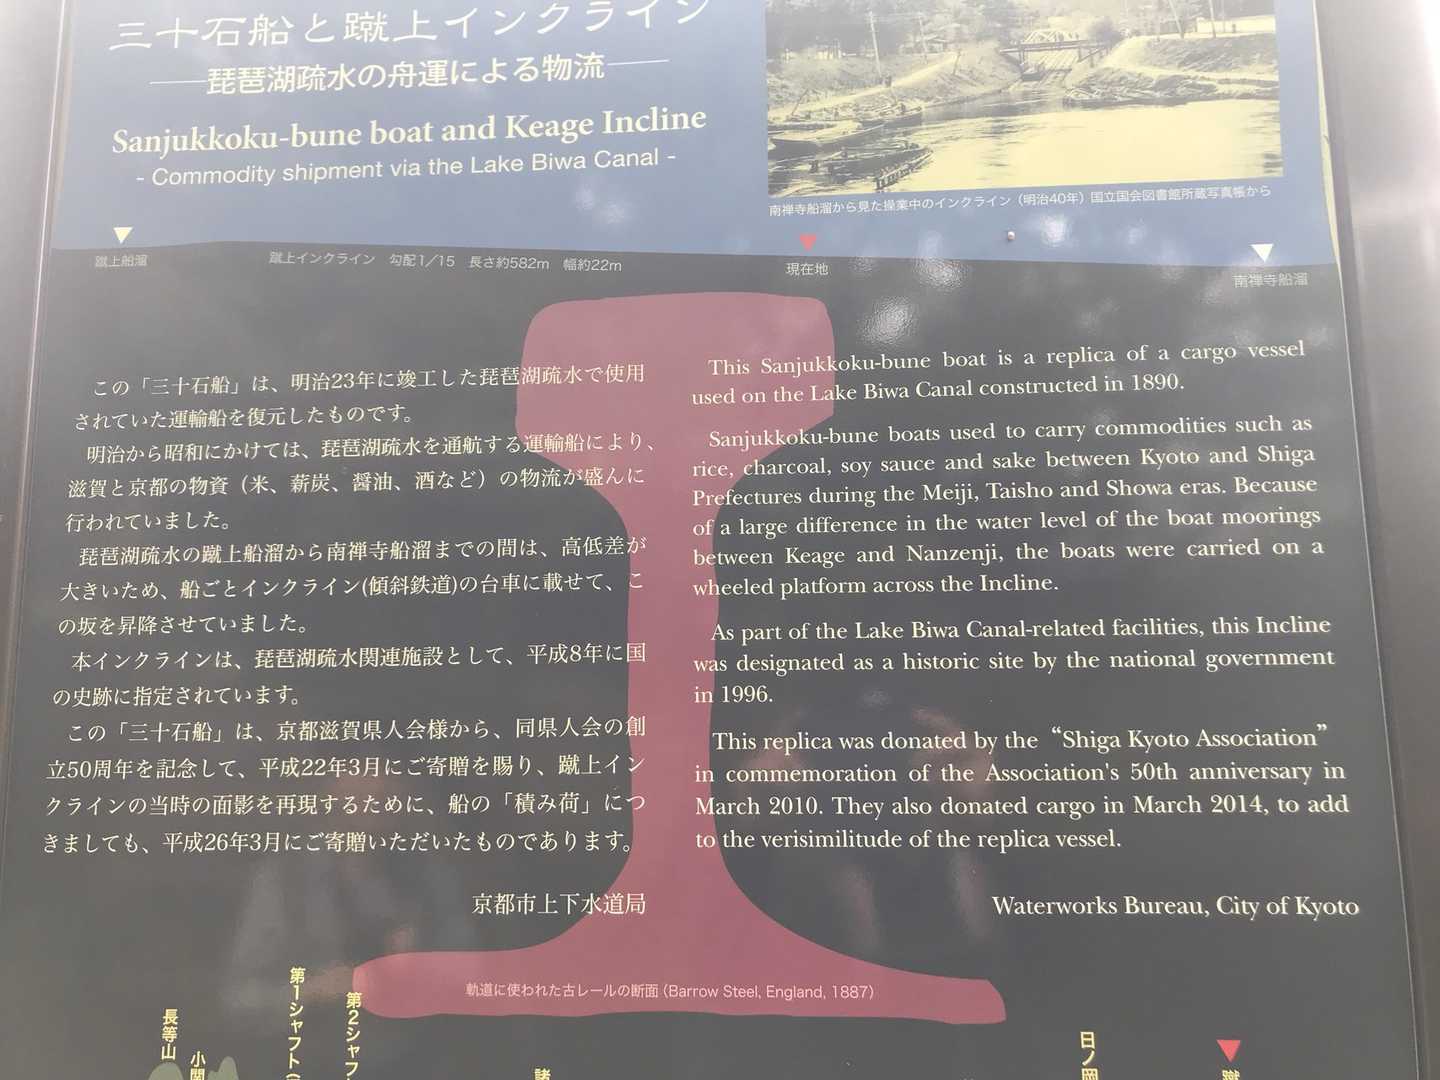 三十石船と蹴上インクライン
琵琶湖疏水の舟運による物流
Sanjukkoku-bune boat and Keage Incline
- Commodity shipment via the Lake Biwa Canal -
南禅寺船溜から見た操業中のインクライン（明治40年）国立国会図書館所蔵写真帳から
蹴上船溜
蹴上インクライン　勾配1／15　長さ約582m　幅約22m
現在地
南禅寺船溜
この「三十石船」は、明治23年に竣工した琵琶湖疏水で使用
されていた運輸船を復元したものです。
明治から昭和にかけては、琵琶湖疏水を通航する運輸船により、
滋賀と京都の物資（米、薪炭、醤油、酒など）の物流が盛んに
行われていました。
琵琶湖疏水の蹴上船溜から南禅寺船溜までの間は、高低差が
大きいため、船ごとインクライン(傾斜鉄道)の台車に載せて、こ
の坂を昇降させていました。
本インクラインは、琵琶湖疏水関連施設として、平成8年に国
の史跡に指定されています。
この「三十石船」は、京都滋賀県人会様から、同県人会の創
立50周年を記念して、平成22年3月にご寄贈を賜り、蹴上イン
クラインの当時の面影を再現するために、船の「積み荷」につ
きましても、平成26年3月にご寄贈いただいたものであります。
京都市上下水道局
This Sanjukkoku-bune boat is a replica of a cargo vessel
used on the Lake Biwa Canal constructed in 1890.
Sanjukkoku-bune boats used to carry commodities such as
rice, charcoal, soy sauce and sake between Kyoto and Shiga
Prefectures during the Meiji, Taisho and Showa eras. Because
of a large difference in the water level of the boat moorings
between Keage and Nanzenji, the boats were carried on a
wheeled platform across the Incline.
As part of the Lake Biwa Canal-related facilities, this Incline
was designated as a historic site by the national government
in 1996.
This replica was donated by the “Shiga Kyoto Association”
in commemoration of the Association's 50th anniversary in
March 2010. They also donated cargo in March 2014, to add
to the verisimilitude of the replica vessel.
Waterworks Bureau, City of Kyoto
軌道に使われた古レールの断面（Barrow Steel, England, 1887）
長等山
小関
第1シャフト
第2シャフ
諸
日ノ岡
蹴